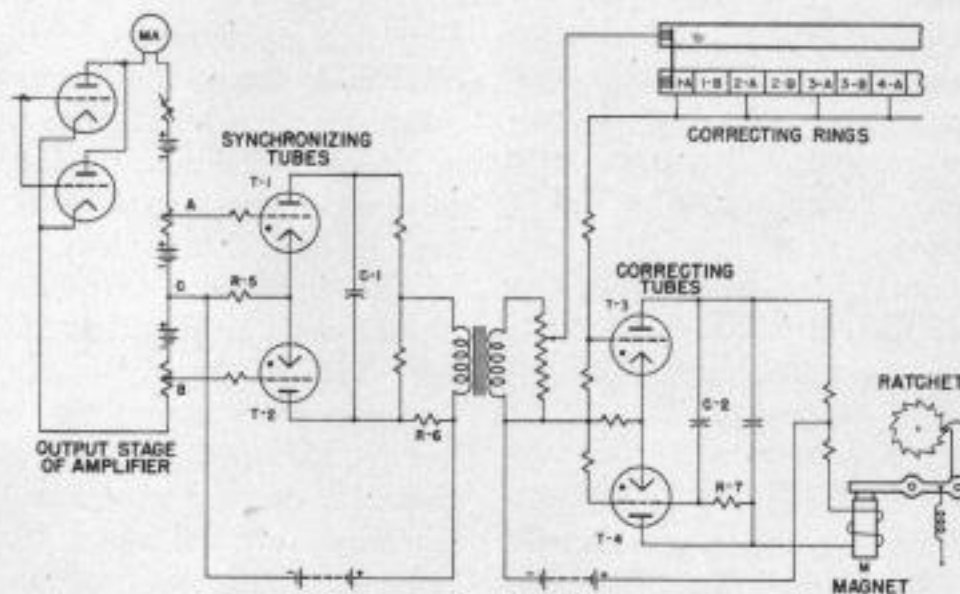 MA
1-A 1-B 2-A 2-B 3-A 3-B 4-A
CORRECTING RINGS
SYNCHRONIZING
TUBES
T-1
A
+
-
R-5
C-1
G
T-2
B
R-6
OUTPUT STAGE
OF AMPLIFIER
CORRECTING
TUBES
T-3
C-2
R-7
T-4
RATCHET
M
MAGNET
- +
- +